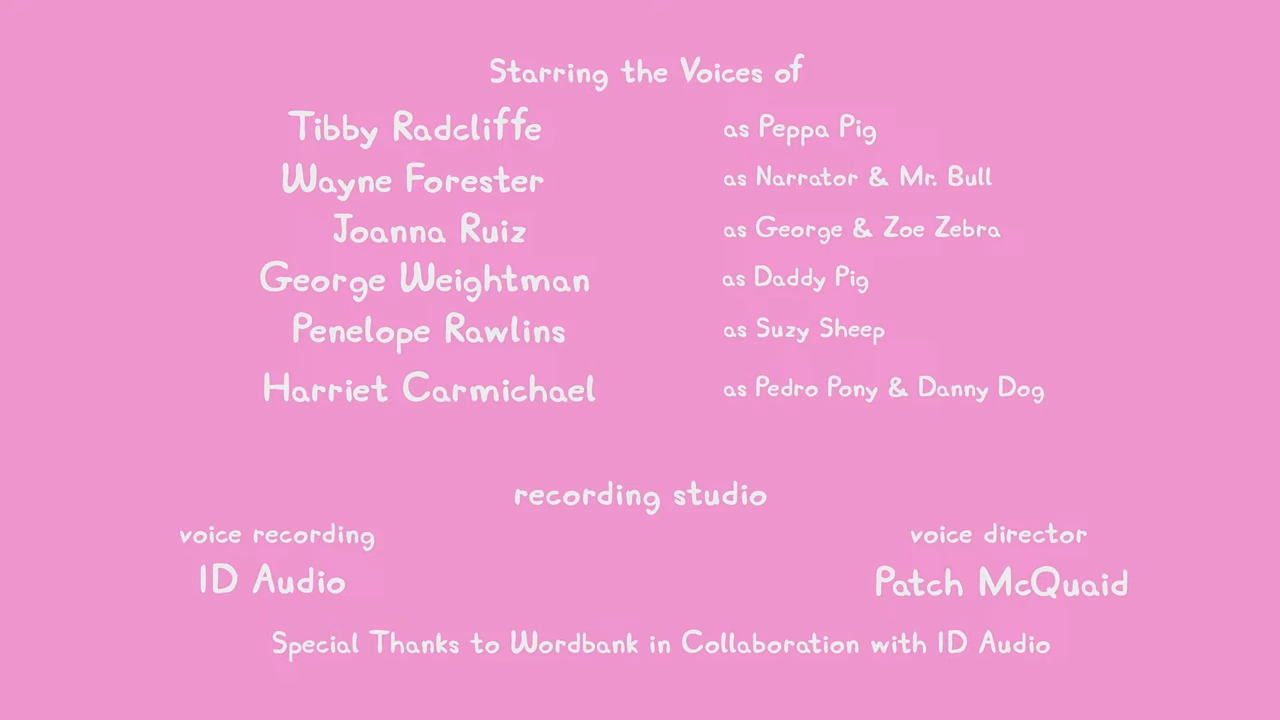 Starring the Voices of
Tibby Radcliffe as Peppa Pig
Wayne Forester as Narrator & Mr. Bull
Joanna Ruiz as George & Zoe Zebra
George Weightman as Daddy Pig
Penelope Rawlins as Suzy Sheep
Harriet Carmichael as Pedro Pony & Danny Dog
recording studio
voice recording voice director
ID Audio Patch McQuaid
Special Thanks to Wordbank in Collaboration with ID Audio